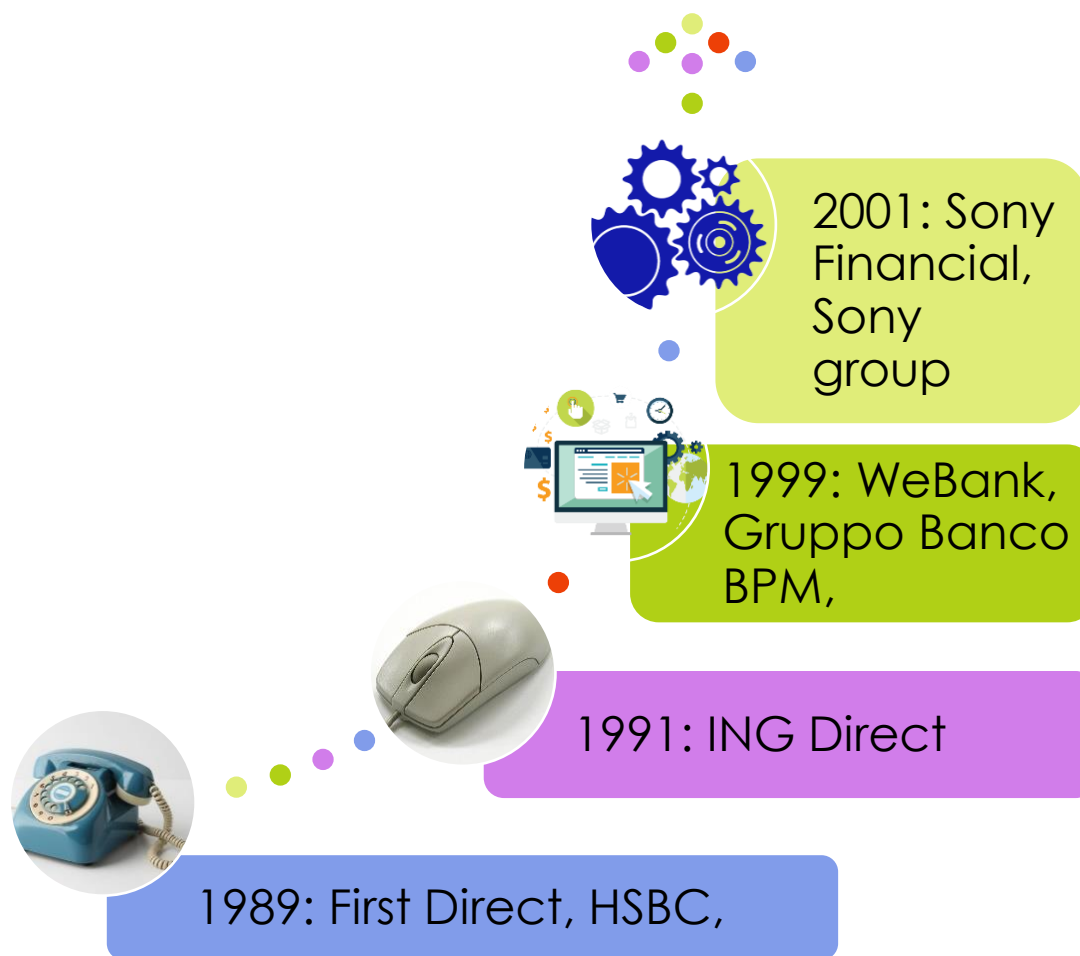 2001: Sony
Financial,
Sony
group
1999: WeBank,
Gruppo Banco
BPM,
1991: ING Direct
1989: First Direct, HSBC,